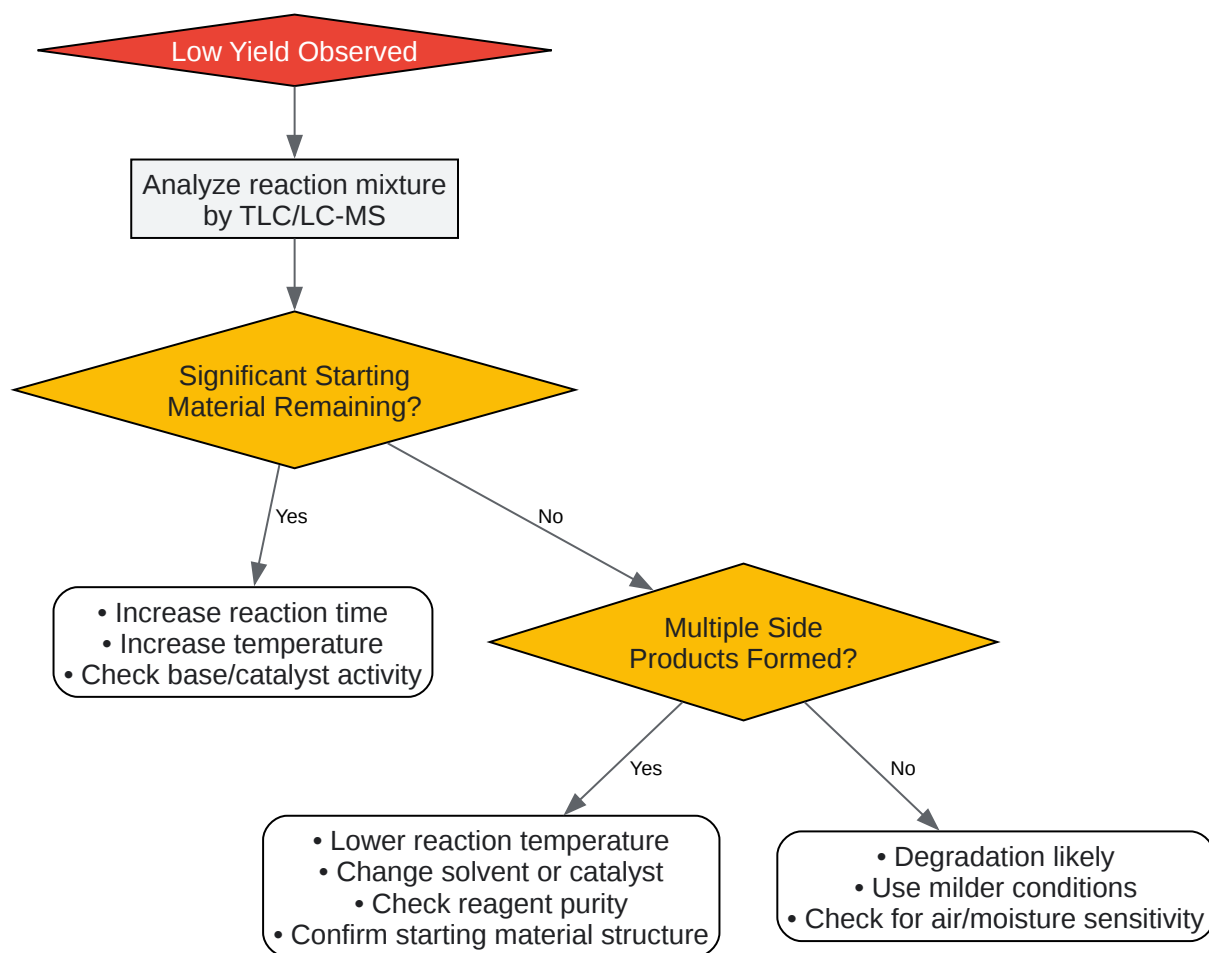 Low Yield Observed
Analyze reaction mixture
by TLC/LC-MS
Significant Starting
Material Remaining?
Yes
No
• Increase reaction time
• Increase temperature
• Check base/catalyst activity
Multiple Side
Products Formed?
Yes
No
• Lower reaction temperature
• Change solvent or catalyst
• Check reagent purity
• Confirm starting material structure
• Degradation likely
• Use milder conditions
• Check for air/moisture sensitivity